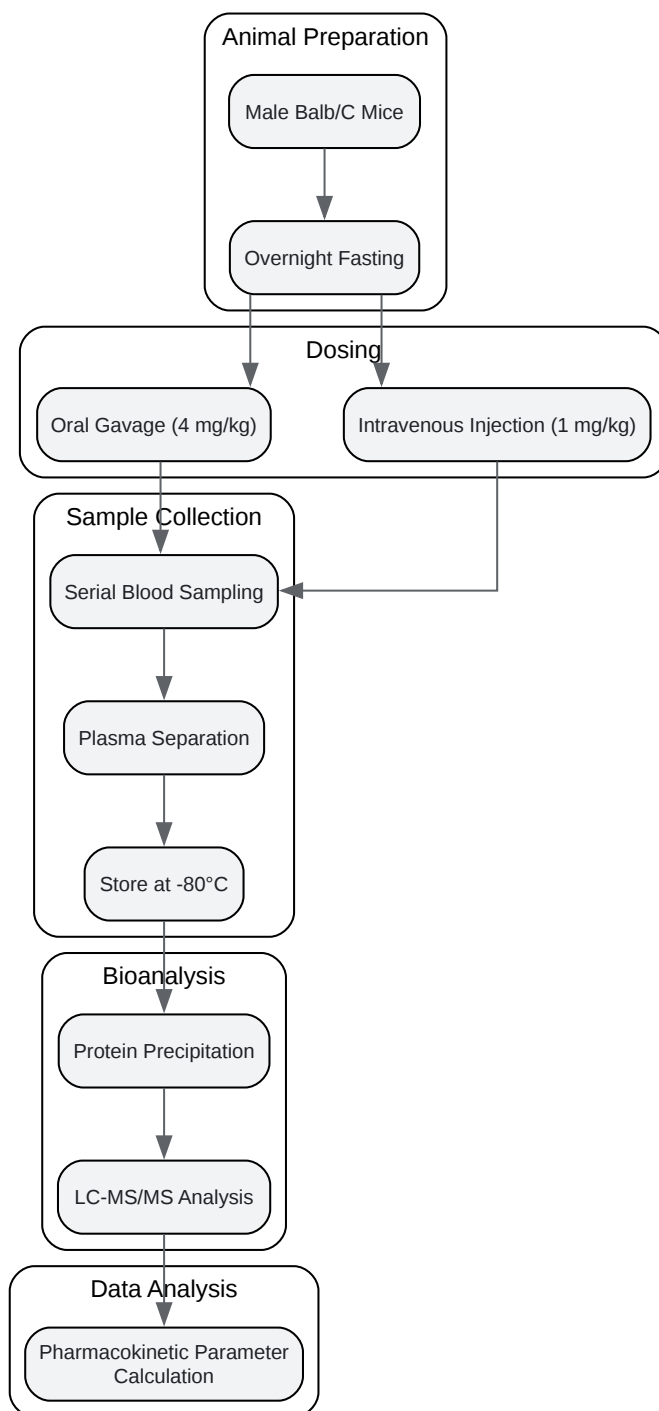 Animal Preparation
Male Balb/C Mice
Overnight Fasting
Dosing
Oral Gavage (4 mg/kg)
Intravenous Injection (1 mg/kg)
Sample Collection
Serial Blood Sampling
Plasma Separation
Store at -80°C
Bioanalysis
Protein Precipitation
LC-MS/MS Analysis
Data Analysis
Pharmacokinetic Parameter
Calculation